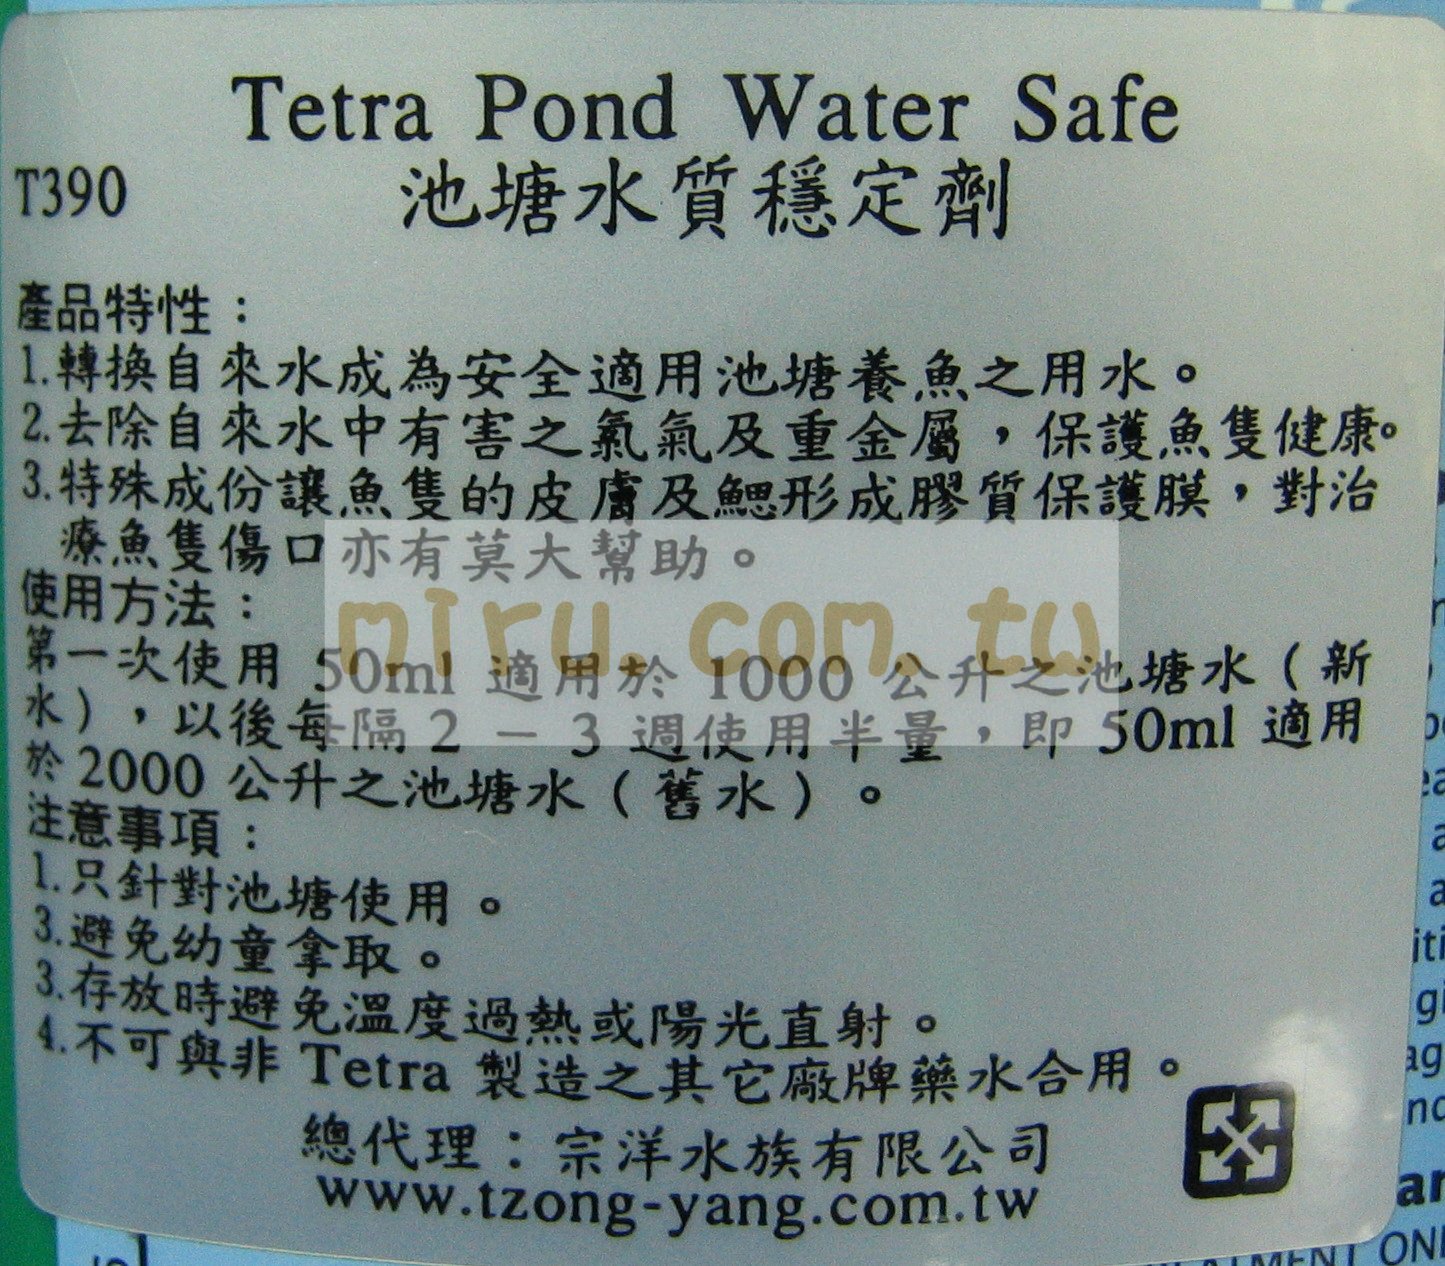 Tetra Pond Water Safe
T390
池塘水質穩定劑
產品特性：
1.轉換自來水成為安全適用池塘養魚之用水。
2.去除自來水中有害之氯氣及重金屬，保護魚隻健康。
3.特殊成份讓魚隻的皮膚及鰓形成膠質保護膜，對治
療魚隻傷口亦有莫大幫助。
miru.com.tw
使用方法：
第一次使用 50ml 適用於 1000 公升之池塘水（新
水），以後每隔 2 － 3 週使用半量，即 50ml 適用
於 2000 公升之池塘水（舊水）。
注意事項：
1.只針對池塘使用。
3.避免幼童拿取。
3.存放時避免溫度過熱或陽光直射。
4.不可與非 Tetra 製造之其它廠牌藥水合用。
總代理：宗洋水族有限公司
www.tzong-yang.com.tw